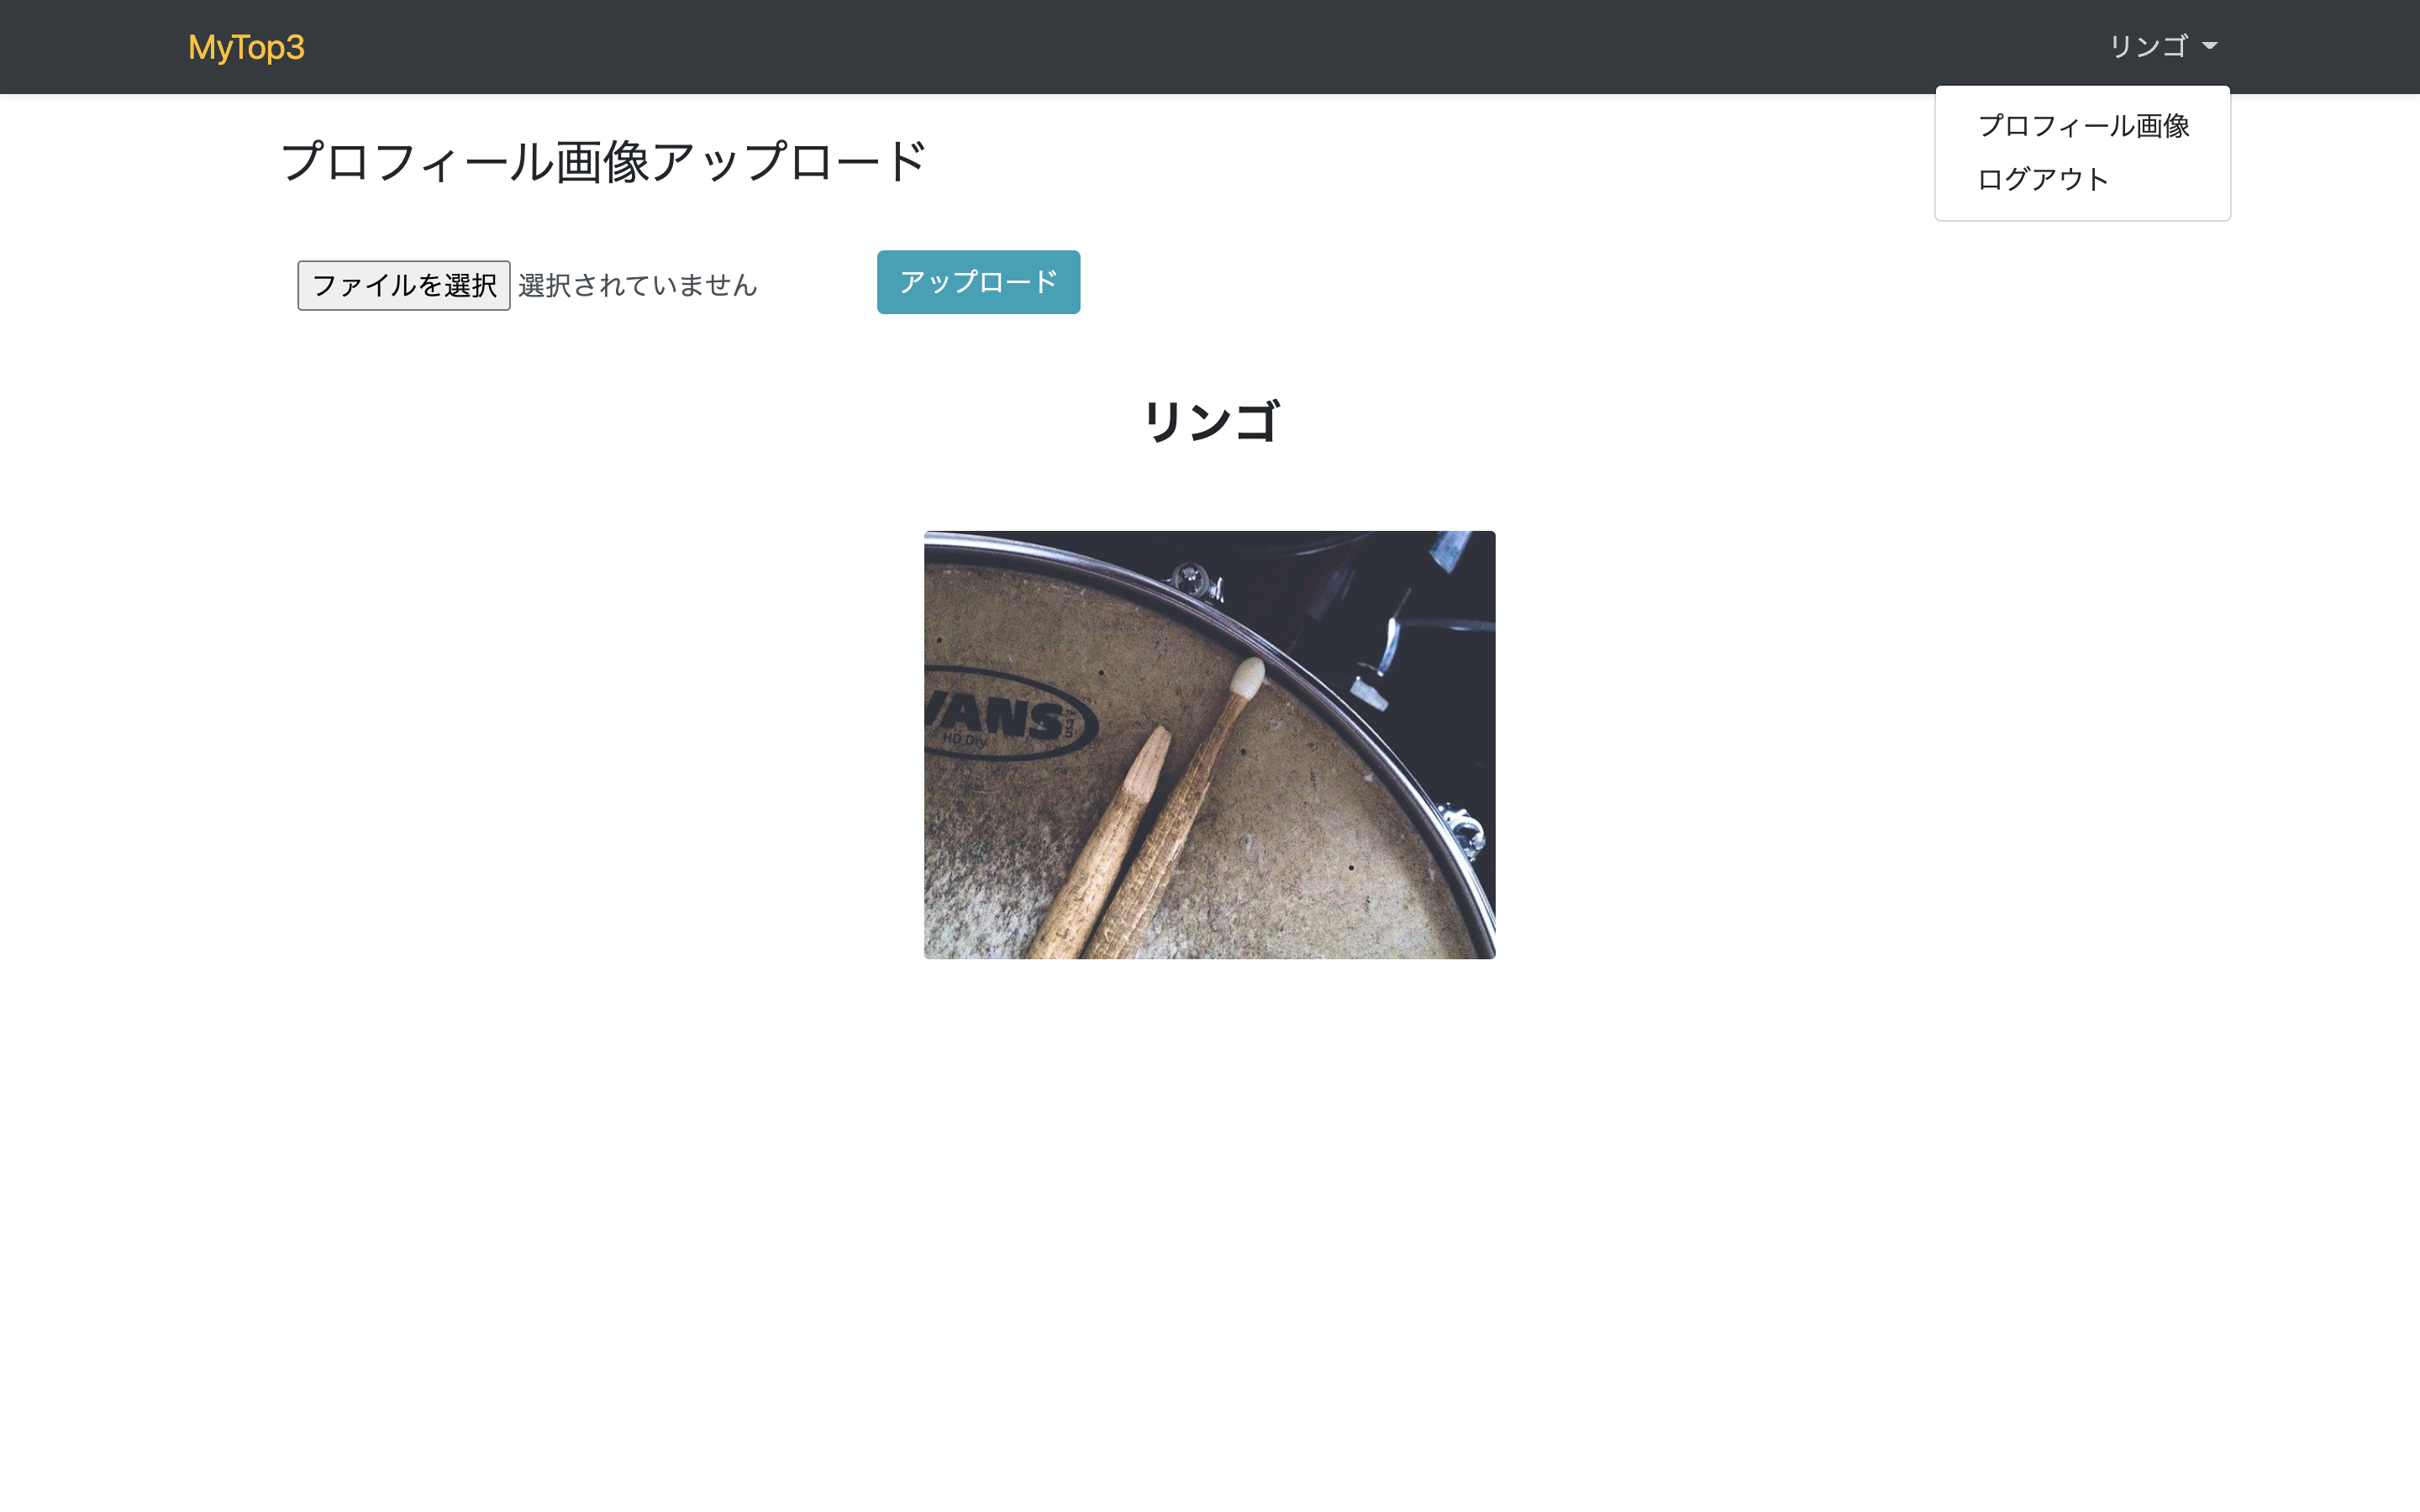 MyTop3
リンゴ
プロフィール画像
ログアウト
プロフィール画像アップロード
ファイルを選択 選択されていません
アップロード
リンゴ
VANS
USA
HD Dry